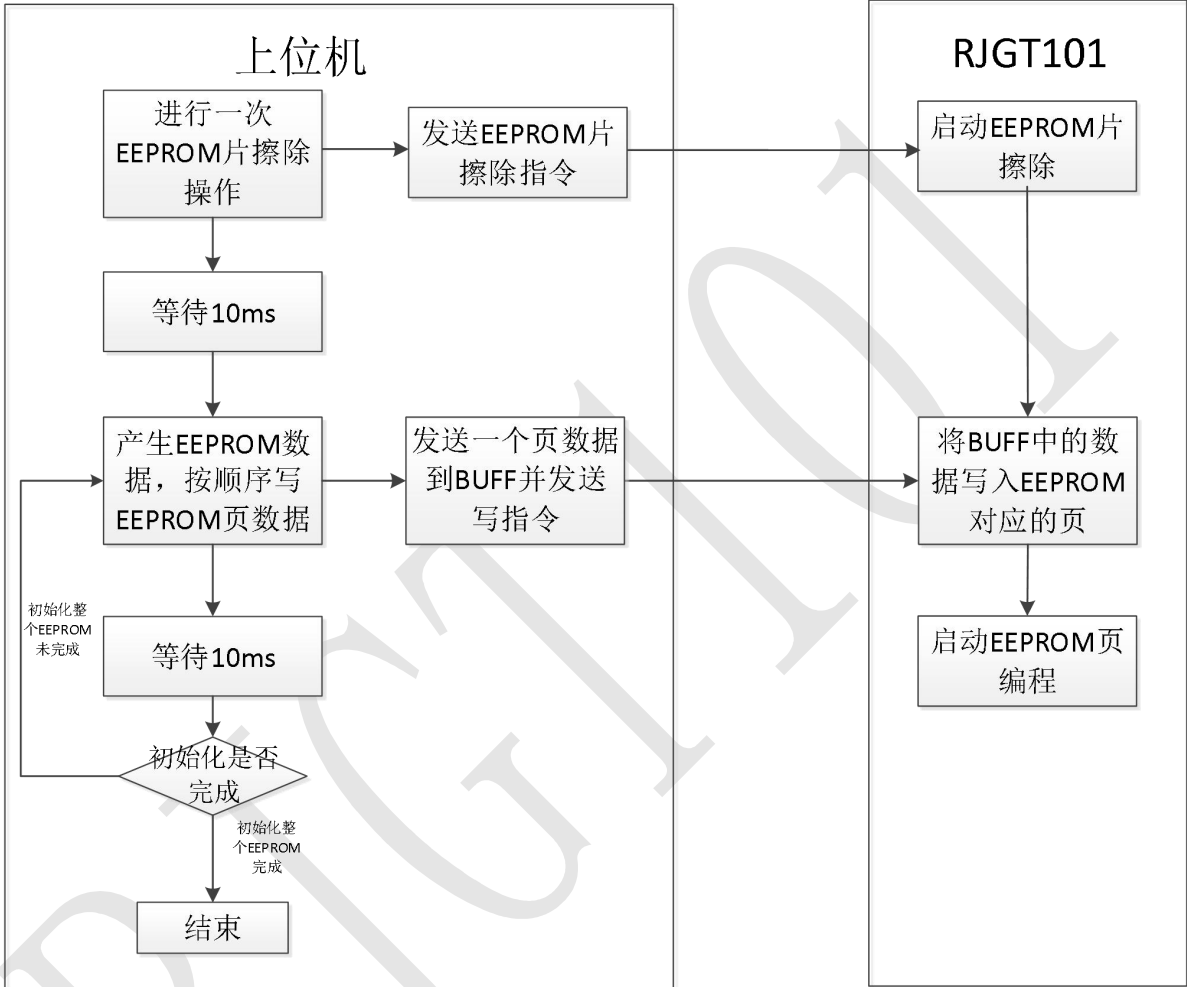 上位机
RJGT101
进行一次
EEPROM片擦除
操作
发送EEPROM片
擦除指令
启动EEPROM片
擦除
等待10ms
产生EEPROM数
据，按顺序写
EEPROM页数据
发送一个页数据
到BUFF并发送
写指令
将BUFF中的数
据写入EEPROM
对应的页
初始化整
个EEPROM
未完成
等待10ms
启动EEPROM页
编程
初始化是否
完成
初始化整
个EEPROM
完成
结束
RJGT101